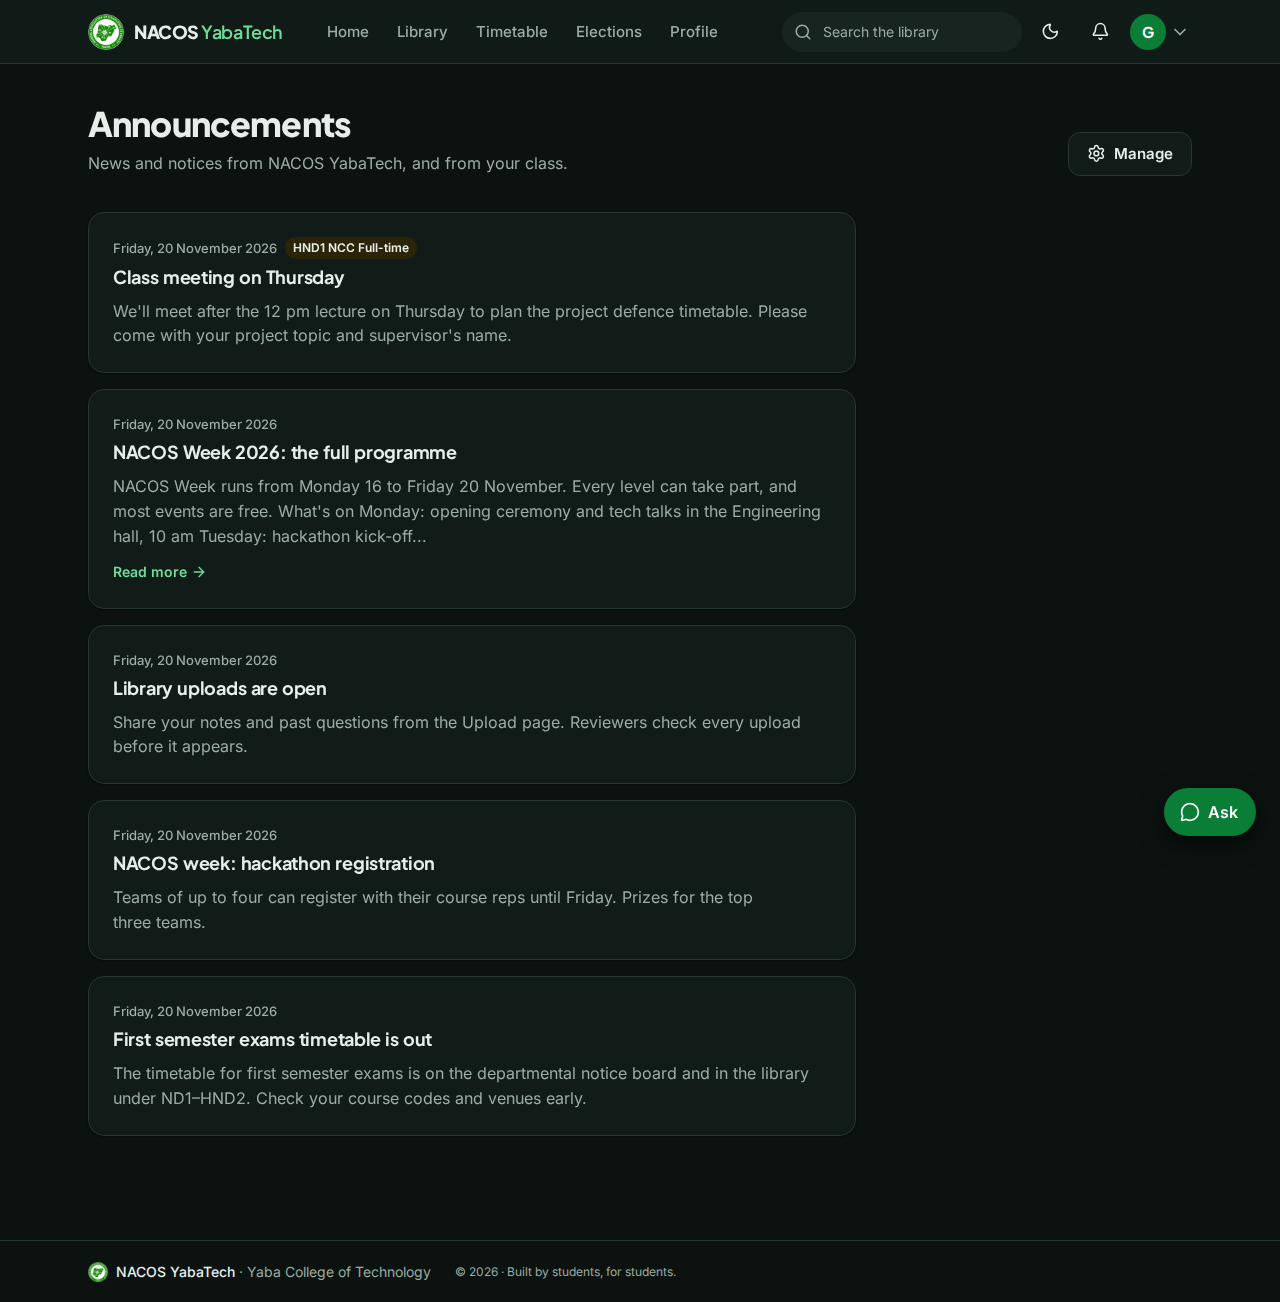 NACOS YabaTech
Home
Library
Timetable
Elections
Profile
Search the library
G
Announcements
News and notices from NACOS YabaTech, and from your class.
Manage
Friday, 20 November 2026
HND1 NCC Full-time
Class meeting on Thursday
We'll meet after the 12 pm lecture on Thursday to plan the project defence timetable. Please
come with your project topic and supervisor's name.
Friday, 20 November 2026
NACOS Week 2026: the full programme
NACOS Week runs from Monday 16 to Friday 20 November. Every level can take part, and
most events are free. What's on Monday: opening ceremony and tech talks in the Engineering
hall, 10 am Tuesday: hackathon kick-off...
Read more →
Friday, 20 November 2026
Library uploads are open
Share your notes and past questions from the Upload page. Reviewers check every upload
before it appears.
Friday, 20 November 2026
NACOS week: hackathon registration
Teams of up to four can register with their course reps until Friday. Prizes for the top
three teams.
Friday, 20 November 2026
First semester exams timetable is out
The timetable for first semester exams is on the departmental notice board and in the library
under ND1–HND2. Check your course codes and venues early.
Ask
NACOS YabaTech · Yaba College of Technology
© 2026 · Built by students, for students.